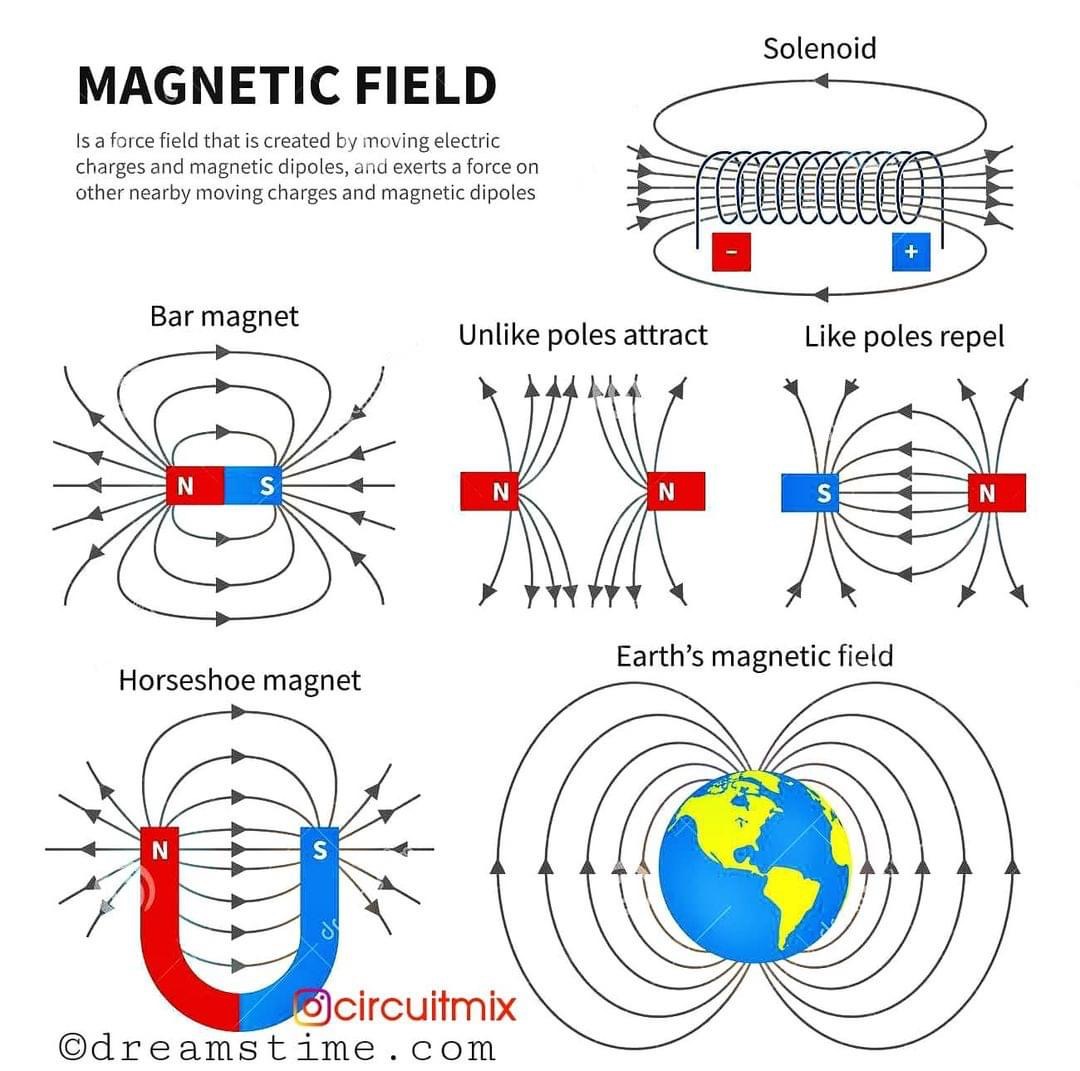 MAGNETIC FIELD
Is a force field that is created by moving electric
charges and magnetic dipoles, and exerts a force on
other nearby moving charges and magnetic dipoles
Solenoid
-
+
Bar magnet
N
S
Unlike poles attract
N
N
Like poles repel
S
N
Horseshoe magnet
N
S
Earth's magnetic field
circuitmix
©dreamstime.com